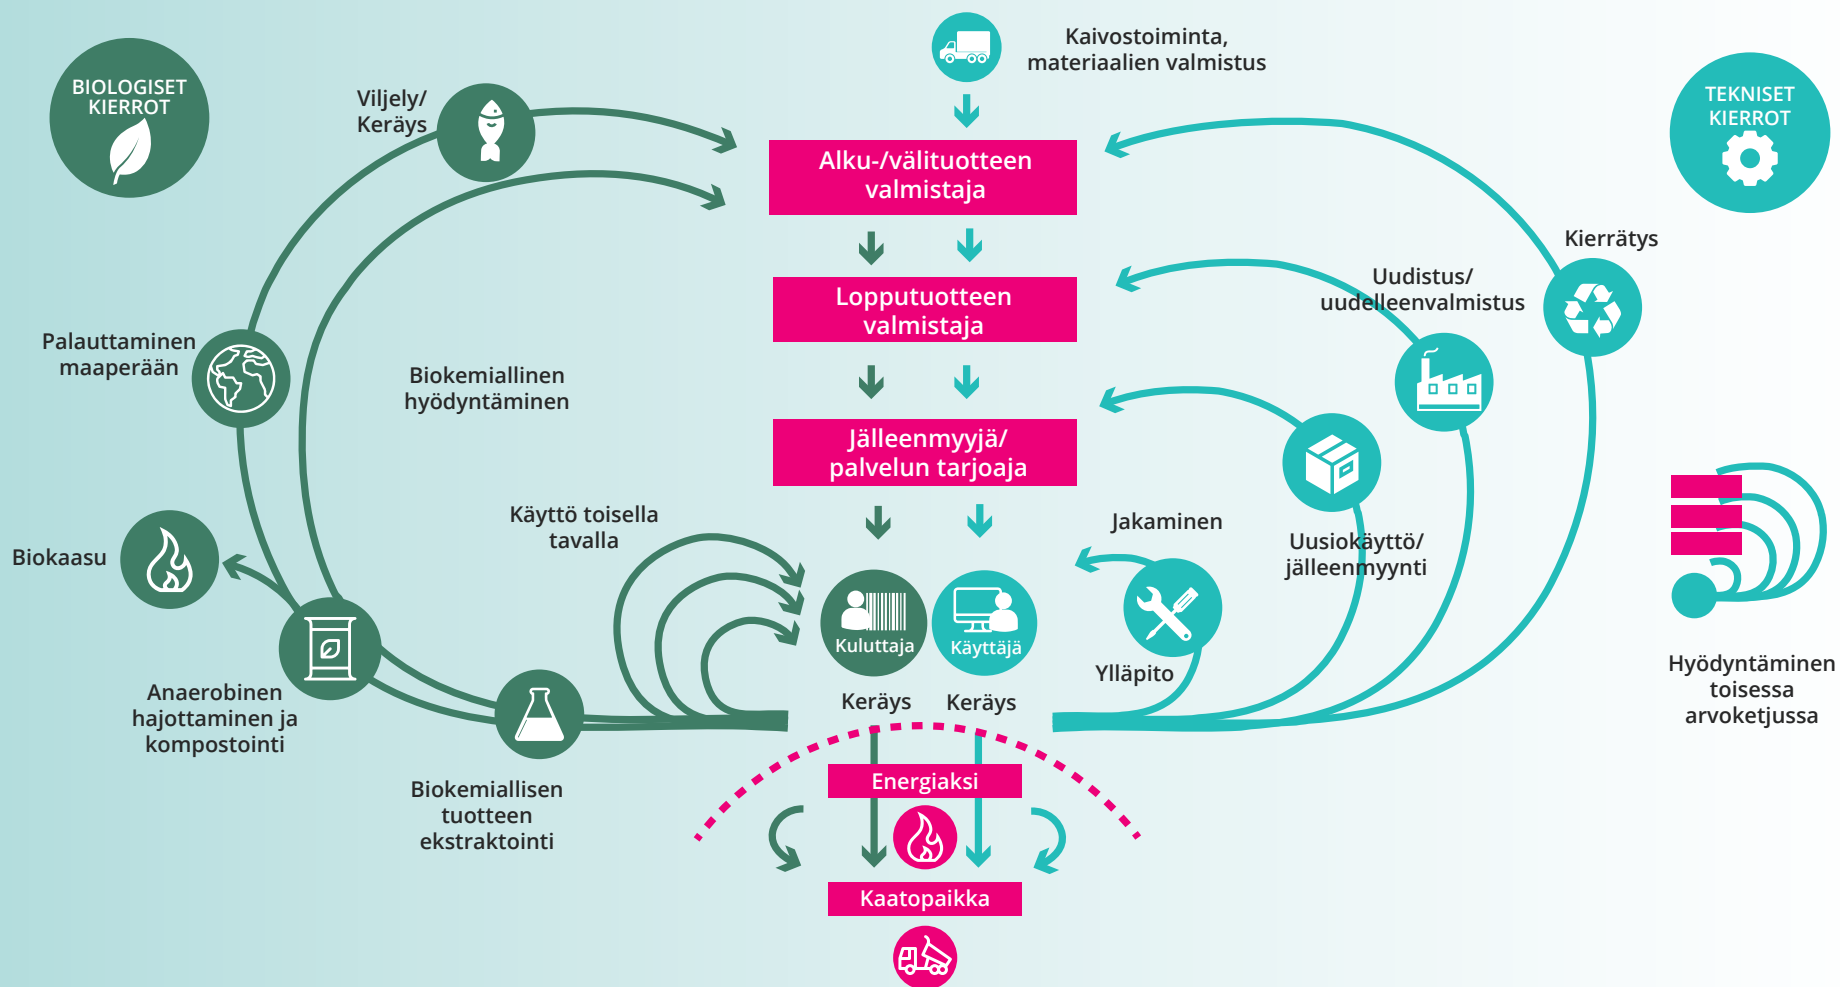 BIOLOGISET
KIERROT
Viljely/
Keräys
Kaivostoiminta,
materiaalien valmistus
TEKNISET
KIERROT
Alku-/välituotteen
valmistaja
Kierrätys
Lopputuotteen
valmistaja
Uudistus/
uudelleenvalmistus
Palauttaminen
maaperään
Biokemiallinen
hyödyntäminen
Jälleenmyyjä/
palvelun tarjoaja
Käyttö toisella
tavalla
Jakaminen
Uusiokäyttö/
jälleenmyynti
Biokaasu
Kuluttaja
Käyttäjä
Ylläpito
Hyödyntäminen
toisessa
arvoketjussa
Anaerobinen
hajottaminen ja
kompostointi
Keräys
Keräys
Biokemiallisen
tuotteen
ekstraktointi
Energiaksi
Kaatopaikka